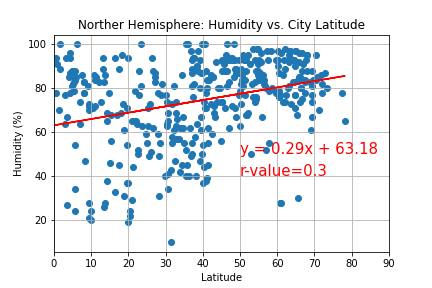 Norther Hemisphere: Humidity vs. City Latitude
100
80
60
40
20
Humidity (%)
y = 0.29x + 63.18
r-value=0.3
0 10 20 30 40 50 60 70 80 90
Latitude